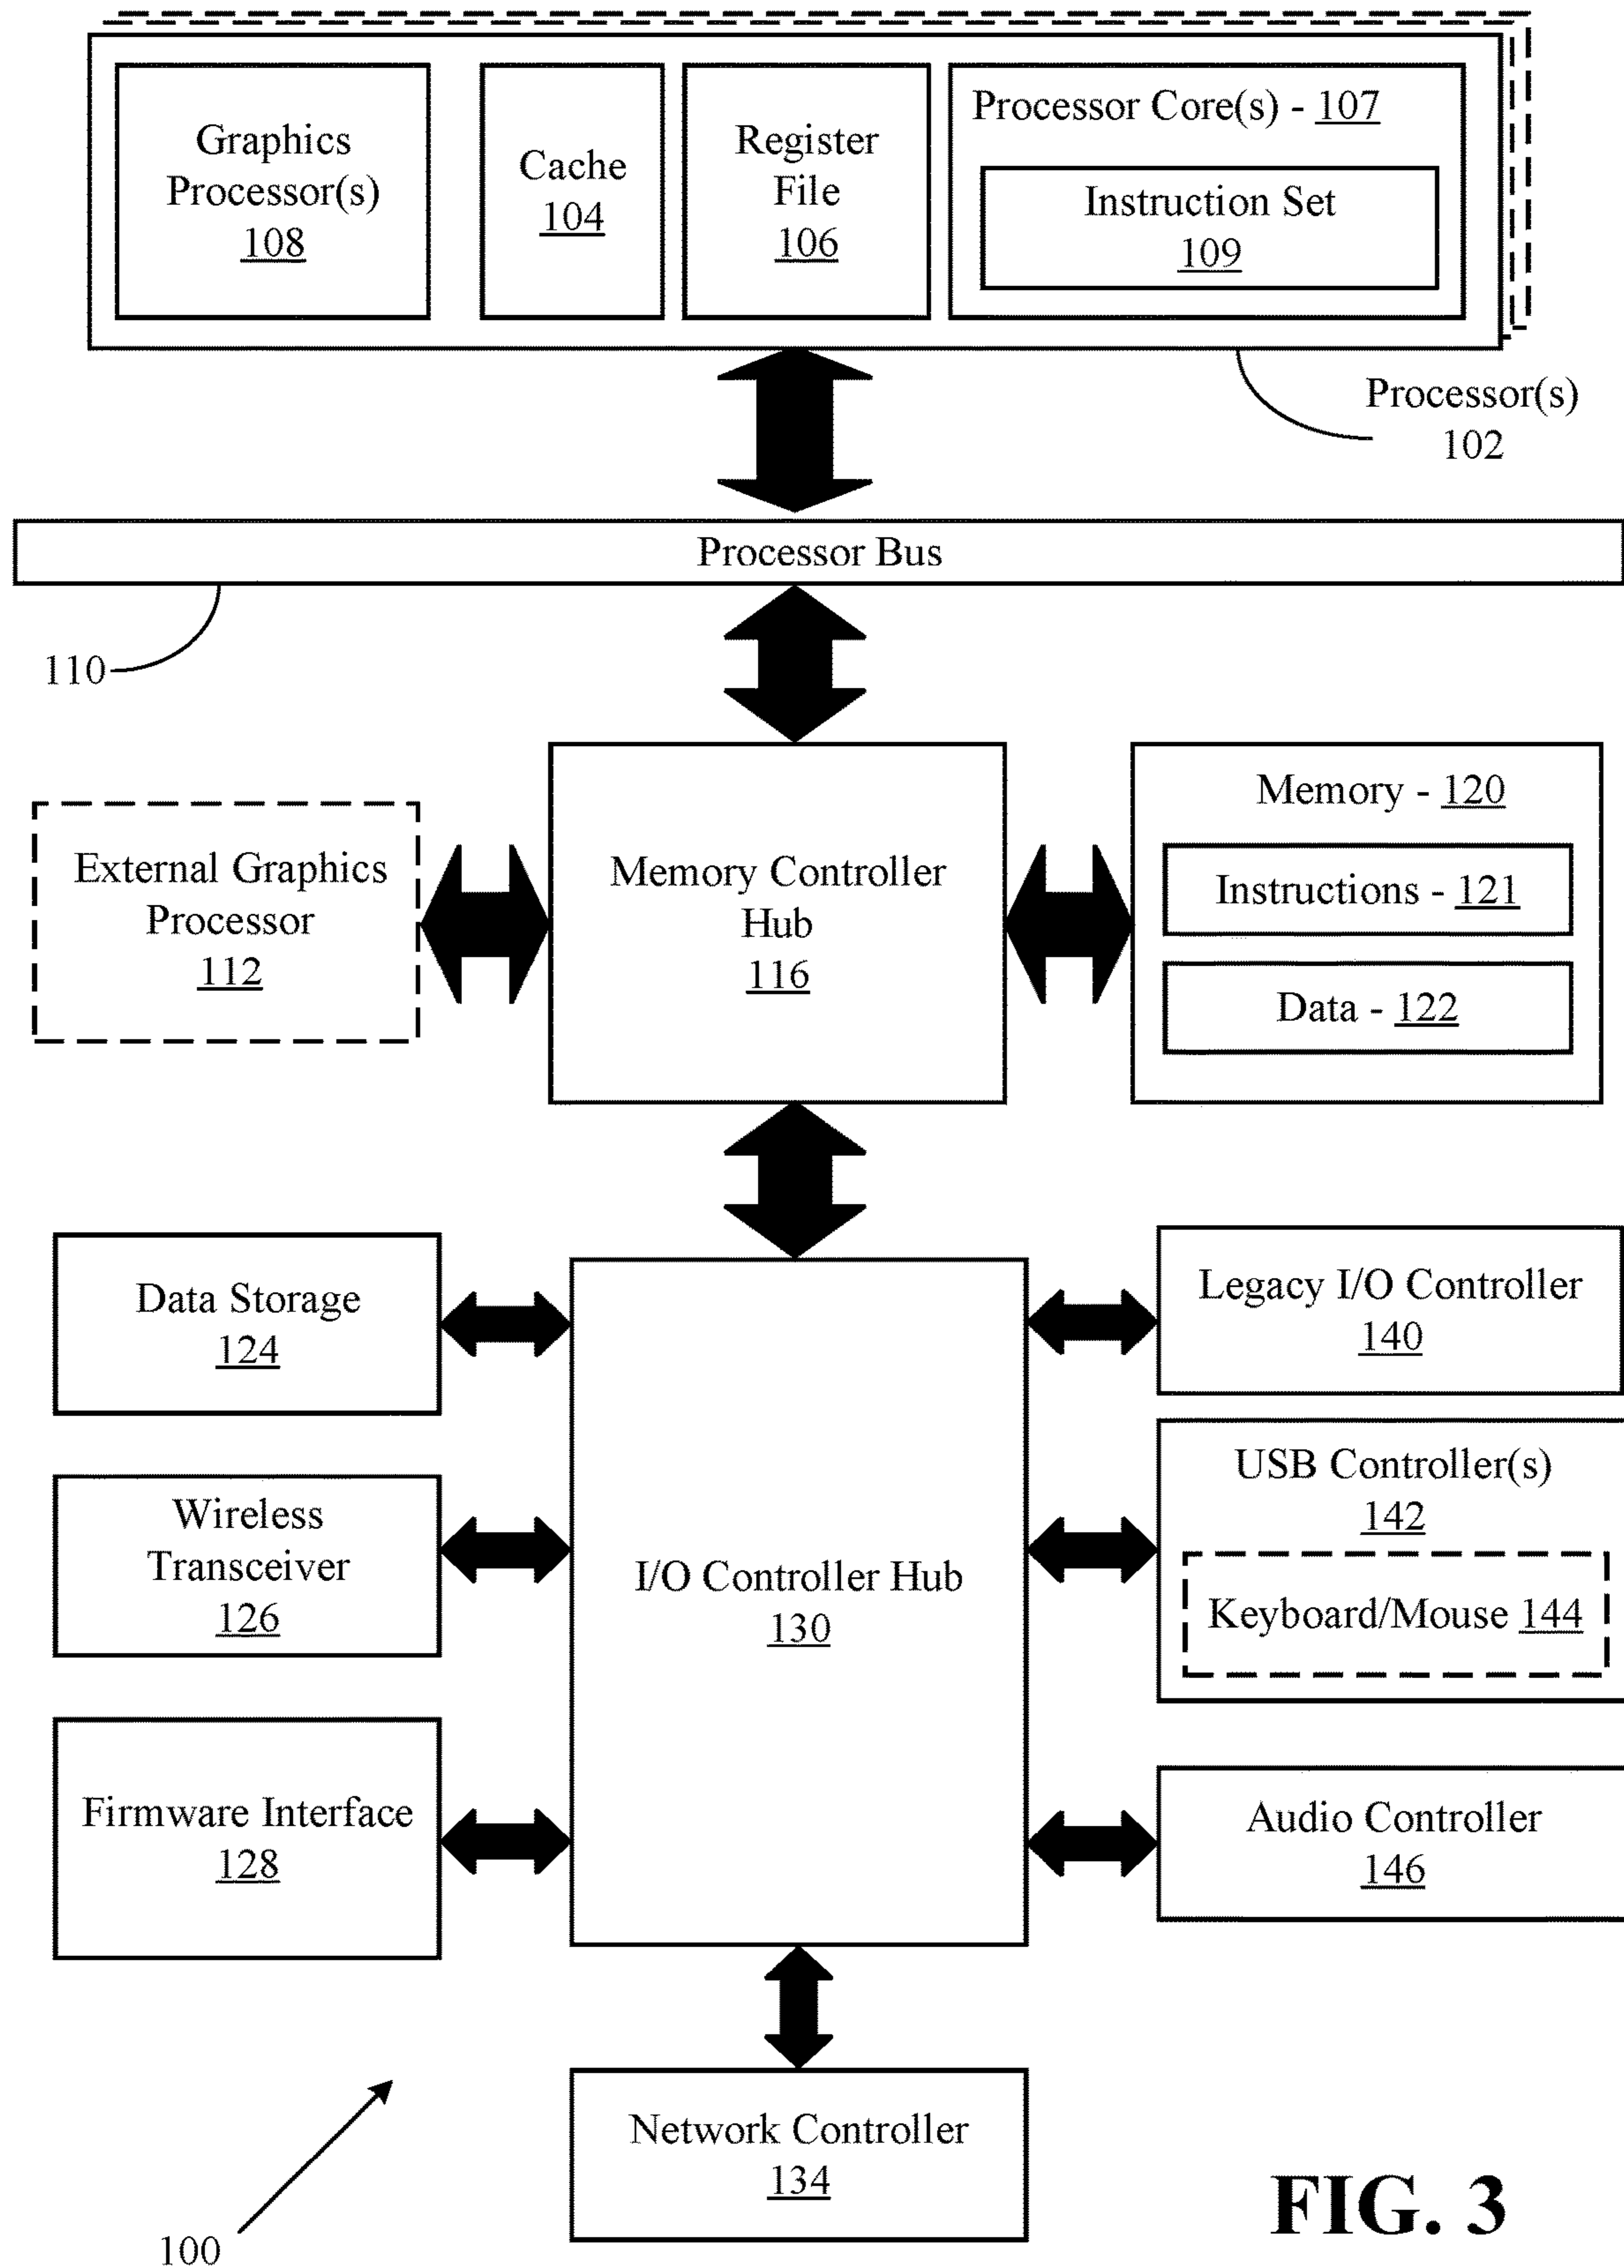 Graphics
Processor(s)
108
Cache
104
Register
File
106
Processor Core(s) - 107
Instruction Set
109
Processor(s)
102
Processor Bus
110
External Graphics
Processor
112
Memory Controller
Hub
116
Memory - 120
Instructions - 121
Data - 122
Data Storage
124
Wireless
Transceiver
126
Firmware Interface
128
I/O Controller Hub
130
Legacy I/O Controller
140
USB Controller(s)
142
Keyboard/Mouse 144
Audio Controller
146
Network Controller
134
100
FIG. 3